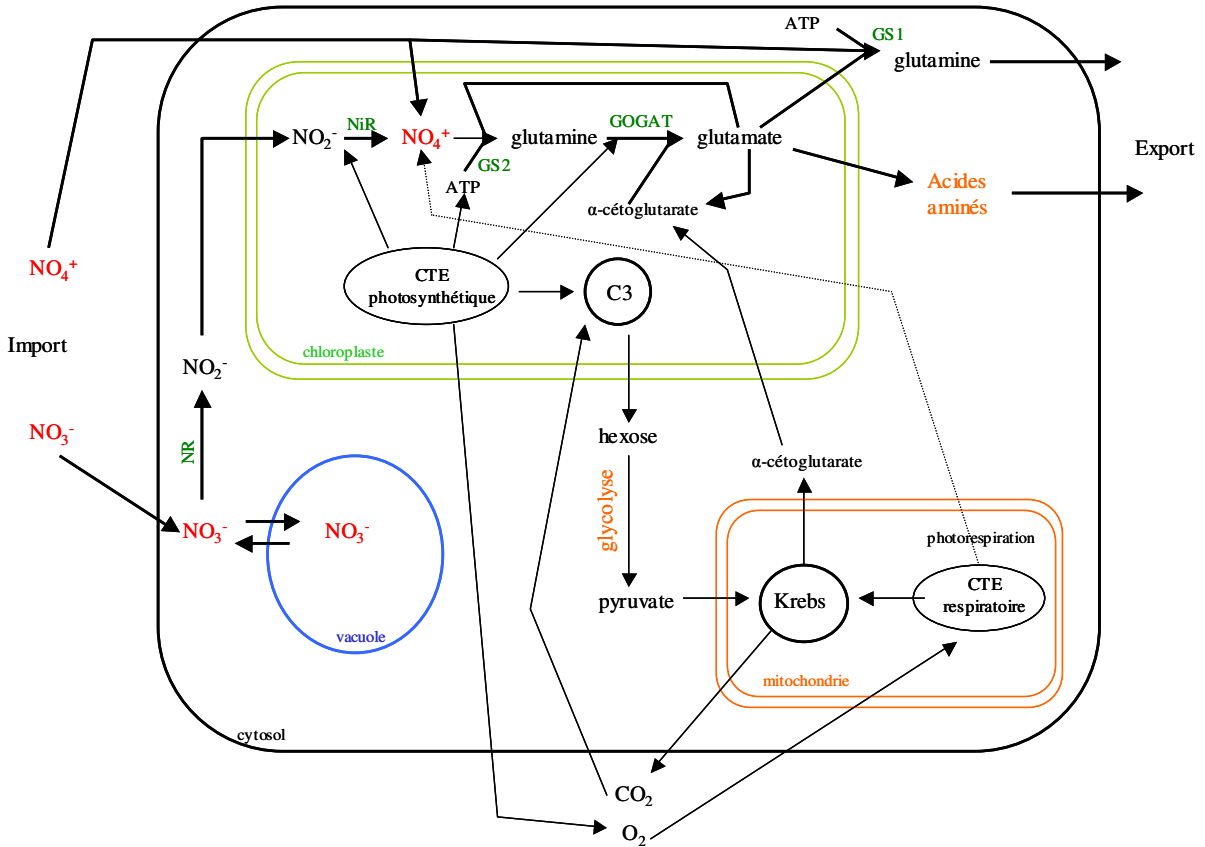 ATP
GS1
glutamine
NO₂⁻
NiR
NO₄⁺
GS2
glutamine
GOGAT
glutamate
Export
ATP
α-cétoglutarate
Acides
aminés
NO₄⁺
CTE
photosynthétique
C3
Import
chloroplaste
NO₂⁻
NO₃⁻
NR
hexose
α-cétoglutarate
glycolyse
NO₃⁻
NO₃⁻
photorespiration
CTE
respiratoire
pyruvate
Krebs
vacuole
mitochondrie
cytosol
CO₂
O₂